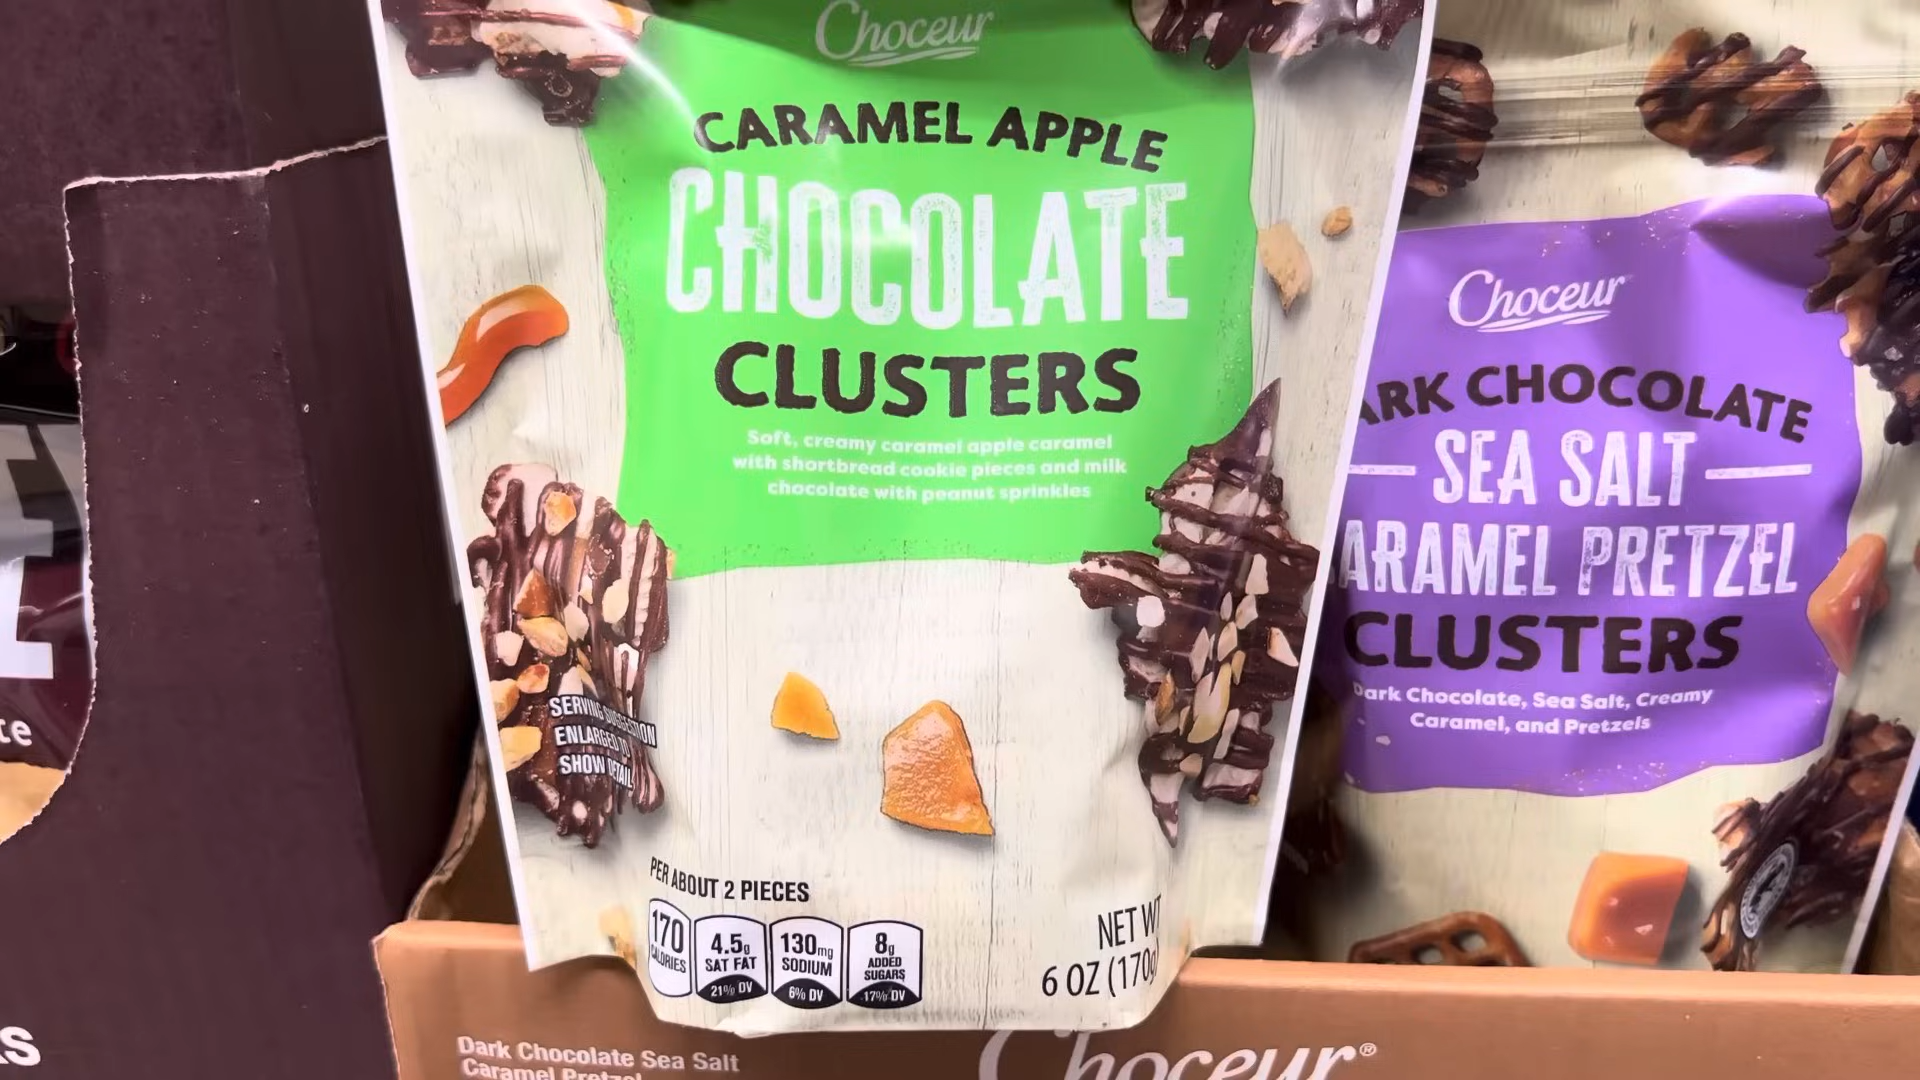 Choceur
CARAMEL APPLE
CHOCOLATE
CLUSTERS
Soft, creamy caramel apple caramel
with shortbread cookie pieces and milk
chocolate with peanut sprinkles
SERVING SUGGESTION
ENLARGED TO
SHOW DETAIL
PER ABOUT 2 PIECES
170
CALORIES
4.5g
SAT FAT
21% DV
130mg
SODIUM
6% DV
8g
ADDED
SUGARS
17% DV
NET WT
6 OZ (170g)
Choceur
ARK CHOCOLATE
SEA SALT
ARAMEL PRETZEL
CLUSTERS
Dark Chocolate, Sea Salt, Creamy
Caramel, and Pretzels
Dark Chocolate Sea Salt
Caramel Pretzel
Choceur®